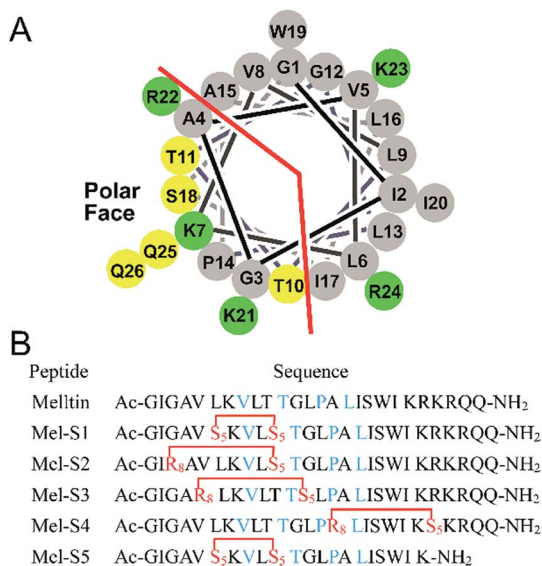 A
W19
V8 G1 G12
K23
R22 A15 V5
A4 L16
T11 L9
Polar
Face
S18 I2 I20
K7 L13
Q25
Q26
P14 G3 T10 I17 L6
K21 R24
B
Peptide Sequence
Melltin Ac-GIGAV LKVLT TGLPA LISWI KRKRQQ-NH₂
Mel-S1 Ac-GIGAV S₅KVLS₅ TGLPA LISWI KRKRQQ-NH₂
Mcl-S2 Ac-GIR₈AV LKVLS₅ TGLPA LISWI KRKRQQ-NH₂
Mel-S3 Ac-GIGAR₈ LKVLT TS₅LPA LISWI KRKRQQ-NH₂
Mel-S4 Ac-GIGAV LKVLT TGLPR₈ LISWI KS₅KRQQ-NH₂
Mcl-S5 Ac-GIGAV S₅KVLS₅ TGLPA LISWI K-NH₂